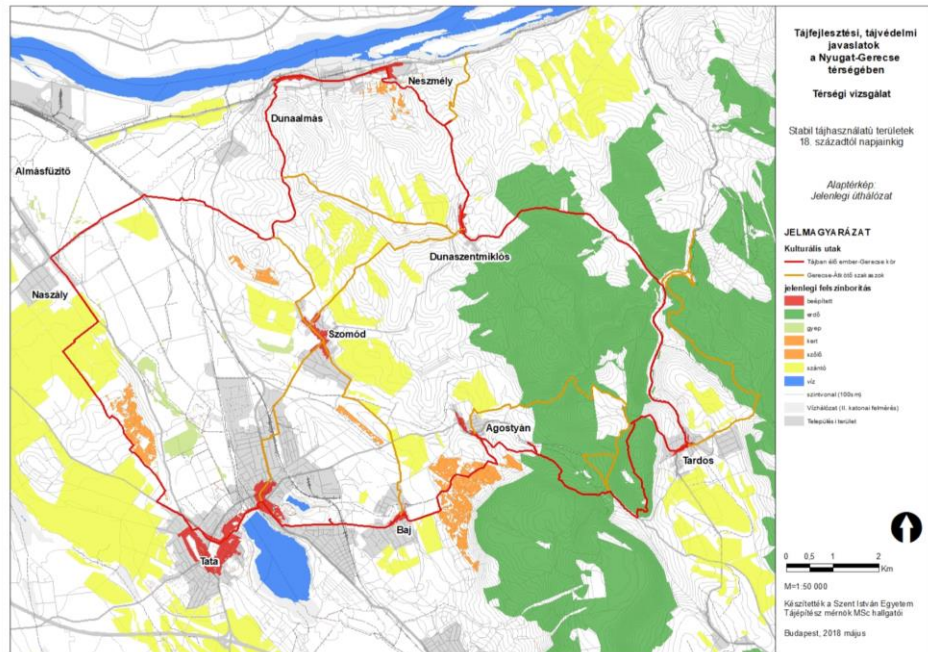 Tájfejlesztési, tájvédelmi
javaslatok
a Nyugat-Gerecse
térségében
Térségi vizsgálat
Stabil tájhasználatú területek
18. századtól napjainkig
Alaptérkép:
Jelenlegi úthálózat
JELMAGYARÁZAT
Kulturális utak
Tájban élő ember-Gerecse kör
Gerecse-Átkötő szakaszok
jelenlegi felszínborítás
beépített
erdő
gyep
kert
szőlő
szántó
víz
szintvonal (100cm)
Vízhálózat (II. katonai felmérés)
Települési terület
0 0,5 1 2
Km
M=1:50 000
Készítették a Szent István Egyetem
Tájépítész mérnök MSc hallgatói
Budapest, 2018 május
Neszmély
Dunaalmás
Almásfüzitő
Dunaszentmiklós
Naszály
Szomód
Agostyán
Tardos
Baj
Tata